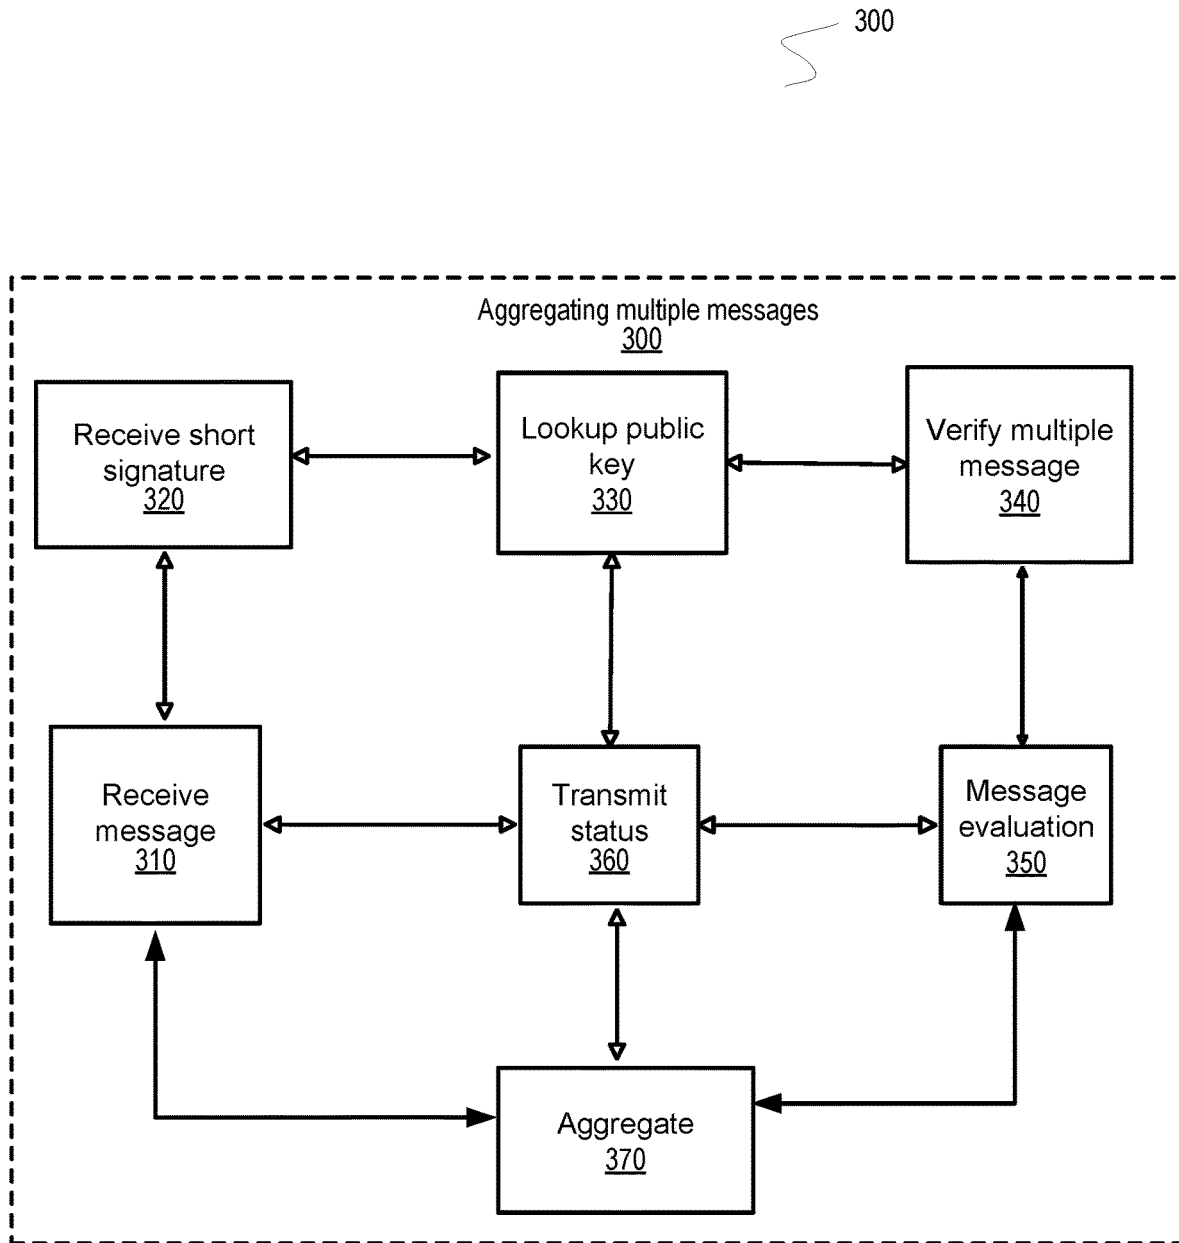 300
Aggregating multiple messages
300
Receive short
signature
320
Lookup public
key
330
Verify multiple
message
340
Receive
message
310
Transmit
status
360
Message
evaluation
350
Aggregate
370